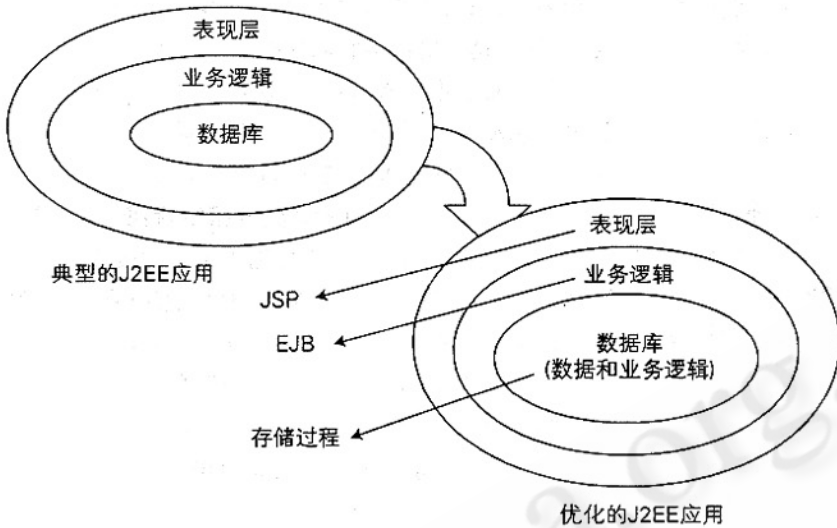 表现层
业务逻辑
数据库
典型的J2EE应用
表现层
业务逻辑
JSP
EJB
数据库
(数据和业务逻辑)
存储过程
优化的J2EE应用